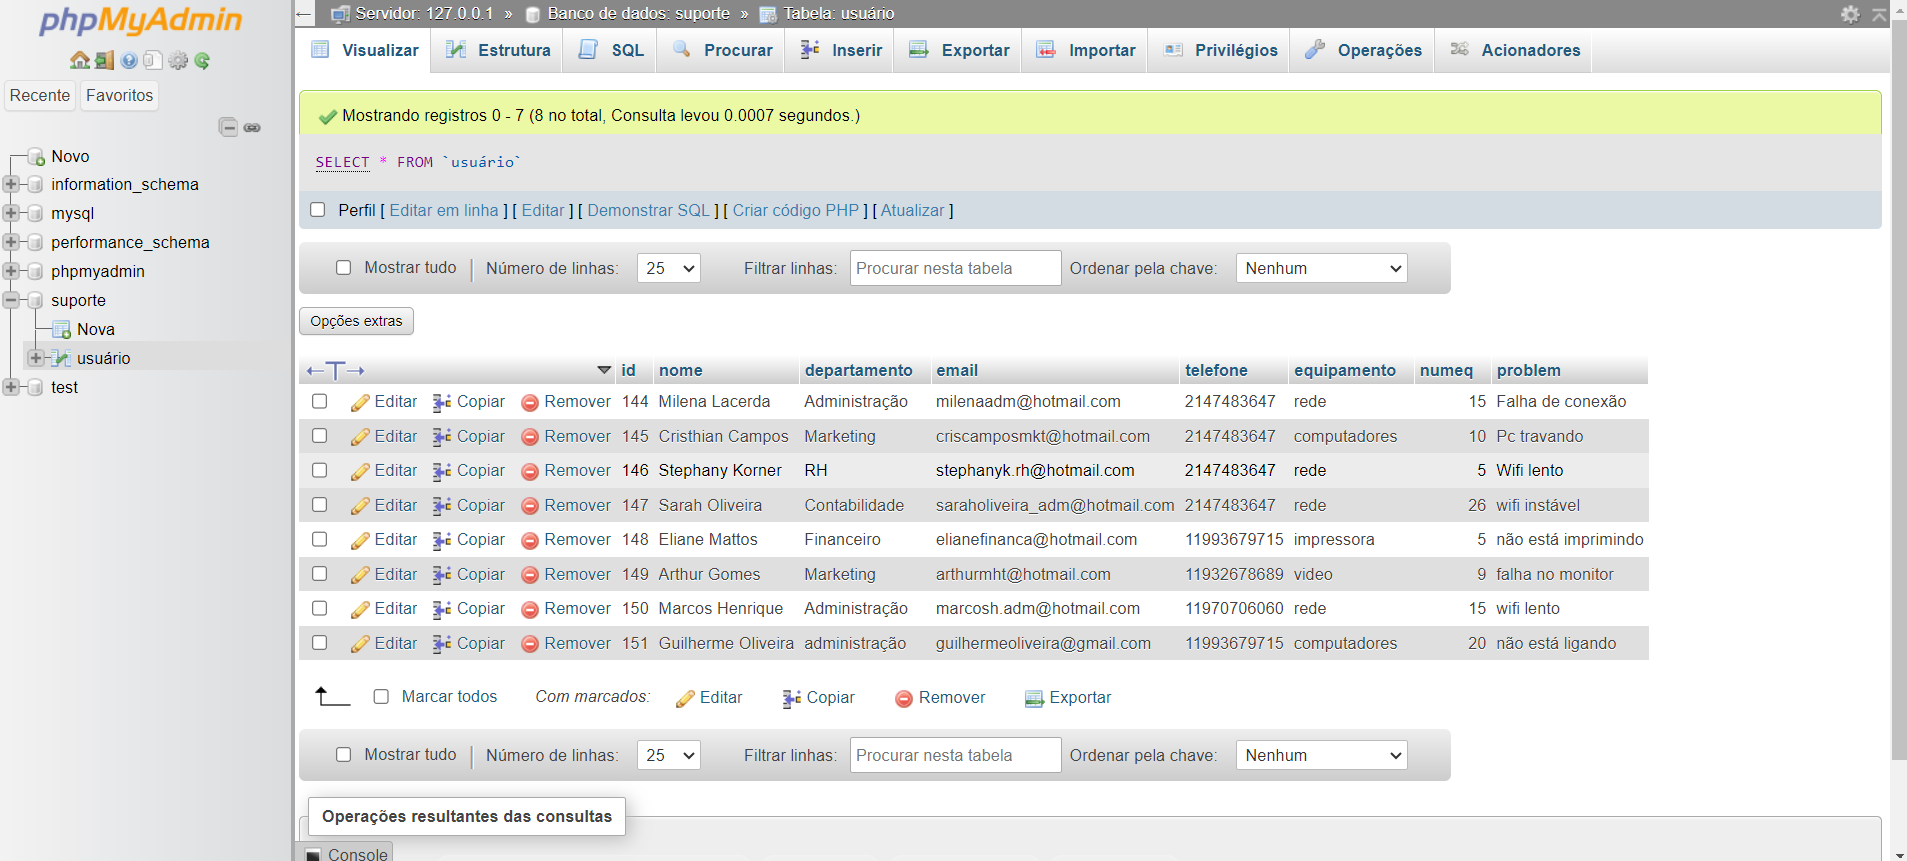 phpMyAdmin
Recente Favoritos
Novo
information_schema
mysql
performance_schema
phpmyadmin
suporte
Nova
usuário
test
Servidor: 127.0.0.1 » Banco de dados: suporte » Tabela: usuário
Visualizar Estrutura SQL Procurar Inserir Exportar Importar Privilégios Operações Acionadores
Mostrando registros 0 - 7 (8 no total, Consulta levou 0.0007 segundos.)
SELECT * FROM `usuário`
Perfil [ Editar em linha ] [ Editar ] [ Demonstrar SQL ] [ Criar código PHP ] [ Atualizar ]
Mostrar tudo Número de linhas: 25 Filtrar linhas: Procurar nesta tabela Ordenar pela chave: Nenhum
Opções extras
←T→ id nome departamento email telefone equipamento numeq problem
Editar Copiar Remover 144 Milena Lacerda Administração milenaadm@hotmail.com 2147483647 rede 15 Falha de conexão
Editar Copiar Remover 145 Cristhian Campos Marketing criscamposmkt@hotmail.com 2147483647 computadores 10 Pc travando
Editar Copiar Remover 146 Stephany Korner RH stephanyk.rh@hotmail.com 2147483647 rede 5 Wifi lento
Editar Copiar Remover 147 Sarah Oliveira Contabilidade saraholiveira_adm@hotmail.com 2147483647 rede 26 wifi instável
Editar Copiar Remover 148 Eliane Mattos Financeiro elianefinanca@hotmail.com 11993679715 impressora 5 não está imprimindo
Editar Copiar Remover 149 Arthur Gomes Marketing arthurmht@hotmail.com 11932678689 video 9 falha no monitor
Editar Copiar Remover 150 Marcos Henrique Administração marcosh.adm@hotmail.com 11970706060 rede 15 wifi lento
Editar Copiar Remover 151 Guilherme Oliveira administração guilhermeoliveira@gmail.com 11993679715 computadores 20 não está ligando
Marcar todos Com marcados: Editar Copiar Remover Exportar
Mostrar tudo Número de linhas: 25 Filtrar linhas: Procurar nesta tabela Ordenar pela chave: Nenhum
Operações resultantes das consultas
Console